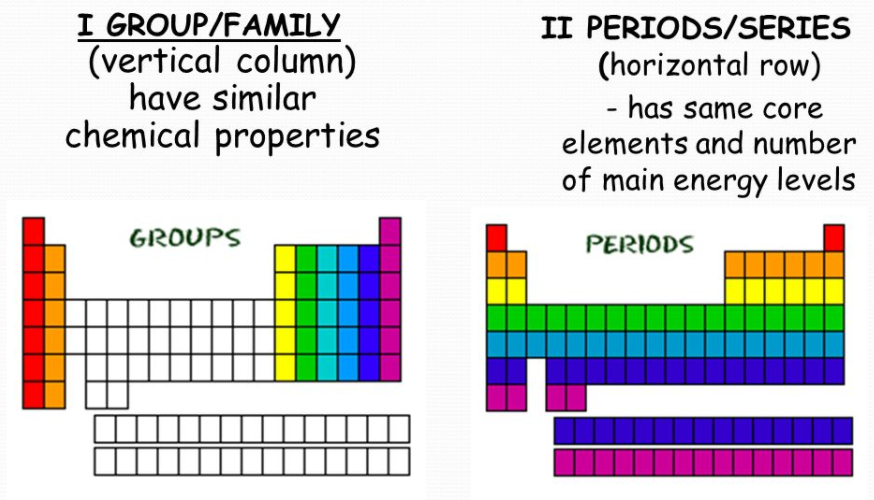 I GROUP/FAMILY
(vertical column)
have similar
chemical properties
GROUPS
II PERIODS/SERIES
(horizontal row)
- has same core
elements and number
of main energy levels
PERIODS